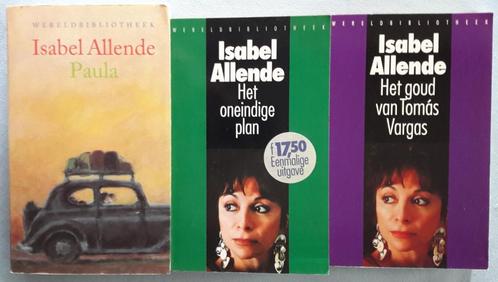 WERELDBIBLIOTHEEK
Isabel Allende
Paula
WERELDBIBLIOTHEEK
Isabel
Allende
Het
oneindige
plan
f 17,50
Eenmalige
uitgave
WERELDBIBLIOTHEEK
Isabel
Allende
Het goud
van Tomás
Vargas